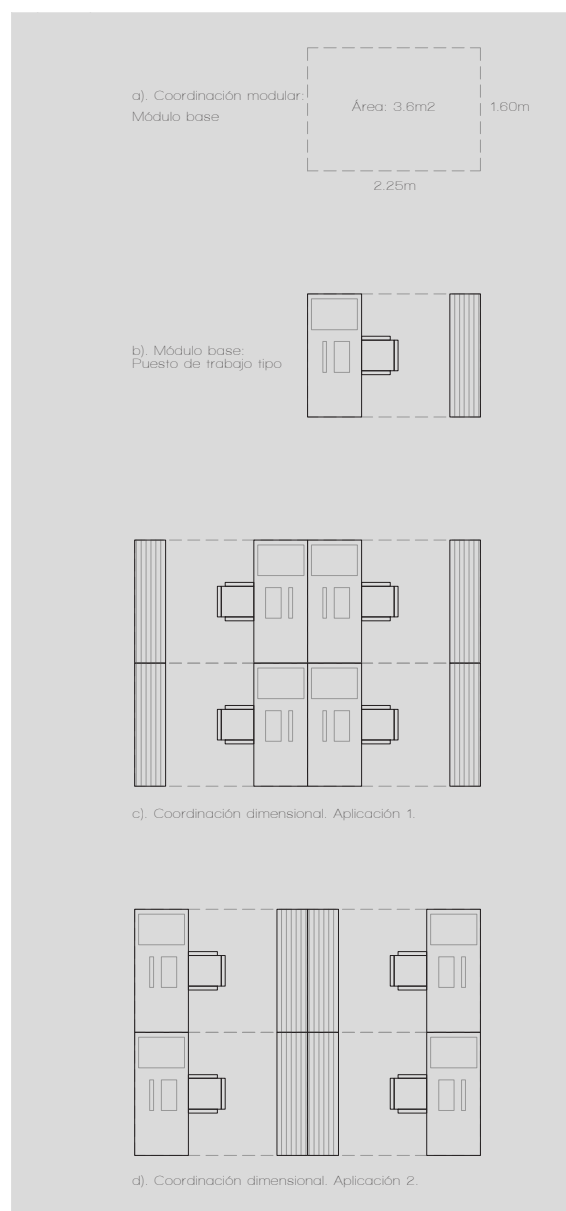 a). Coordinación modular:
Módulo base
Área: 3.6m2
1.60m
2.25m
b). Módulo base:
Puesto de trabajo tipo
c). Coordinación dimensional. Aplicación 1.
d). Coordinación dimensional. Aplicación 2.